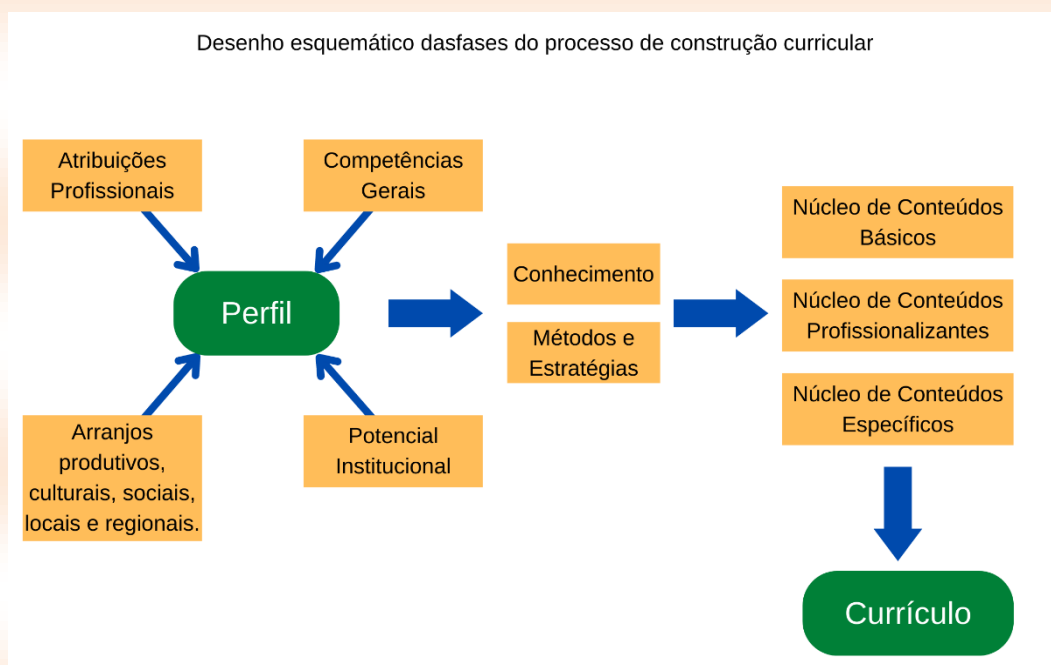 Desenho esquemático dasfases do processo de construção curricular
Atribuições
Profissionais
Competências
Gerais
Perfil
Arranjos
produtivos,
culturais, sociais,
locais e regionais.
Potencial
Institucional
Conhecimento
Métodos e
Estratégias
Núcleo de Conteúdos
Básicos
Núcleo de Conteúdos
Profissionalizantes
Núcleo de Conteúdos
Específicos
Currículo